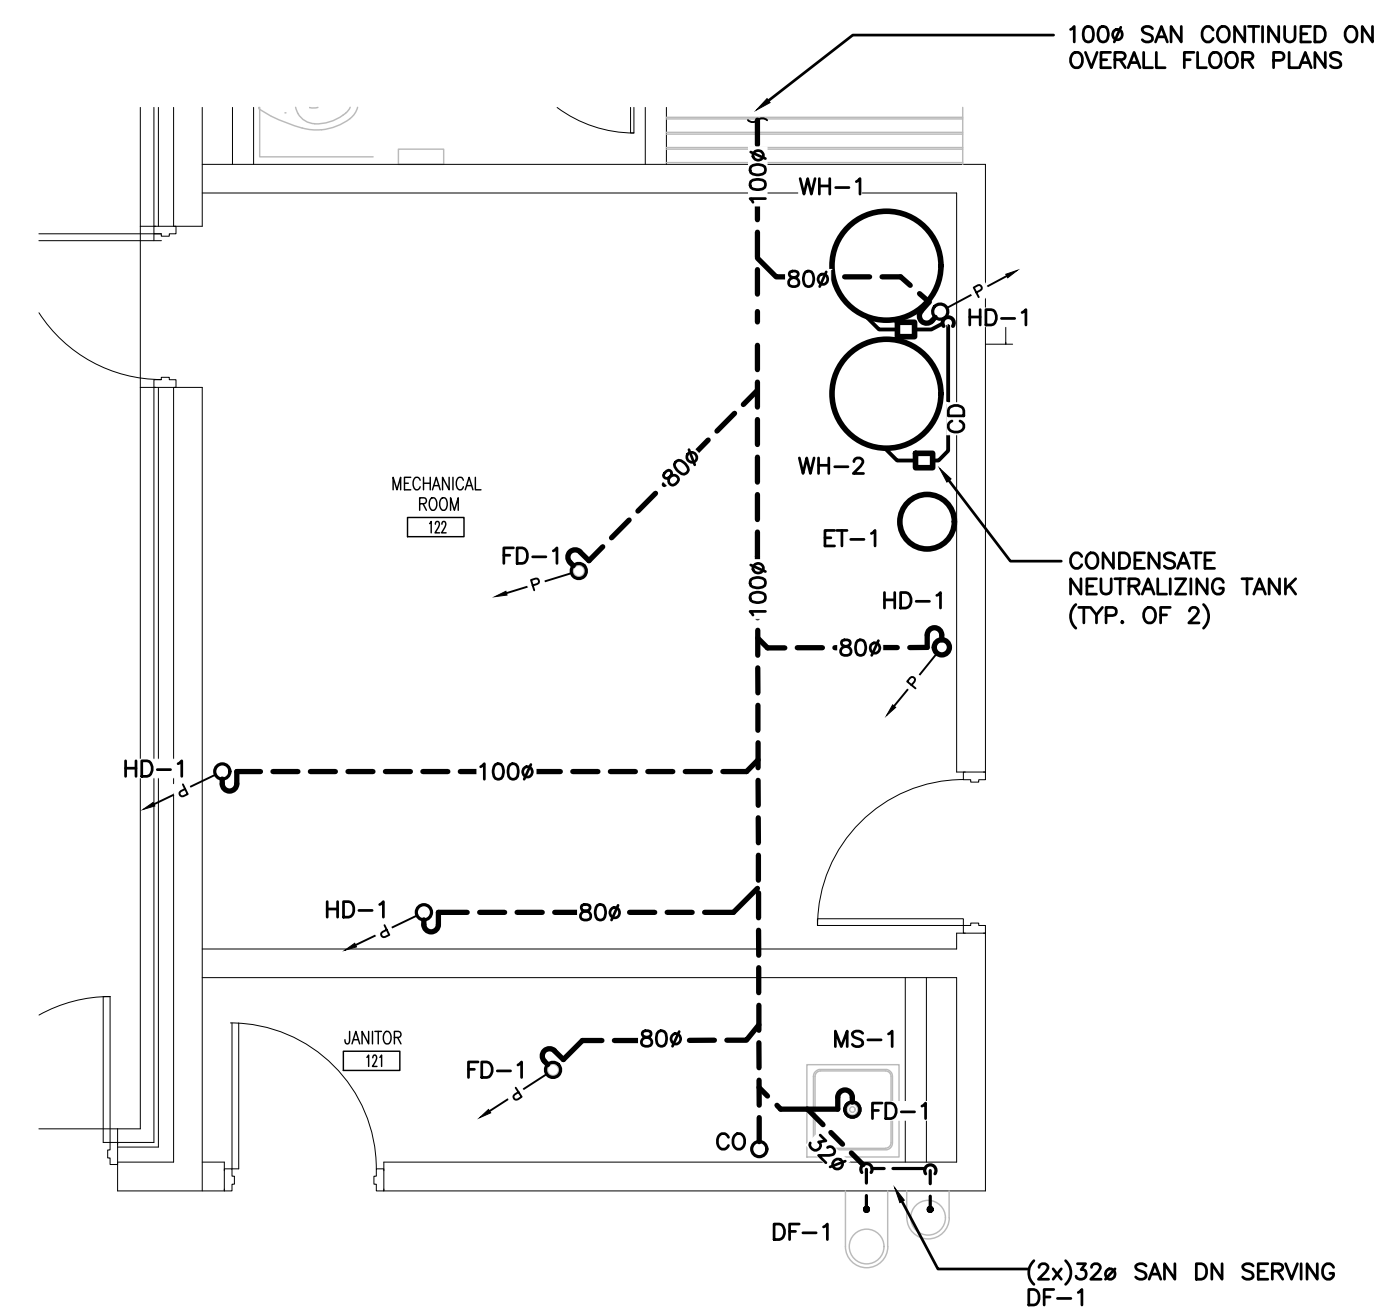 100ø SAN CONTINUED ON
OVERALL FLOOR PLANS
100ø
WH-1
80ø
P
HD-1
CD
WH-2
80ø
MECHANICAL
ROOM
122
FD-1
P
ET-1
CONDENSATE
NEUTRALIZING TANK
(TYP. OF 2)
100ø
HD-1
80ø
P
HD-1
P
100ø
HD-1
P
80ø
JANITOR
121
80ø
MS-1
FD-1
P
FD-1
CO
32ø
DF-1
(2x)32ø SAN DN SERVING
DF-1